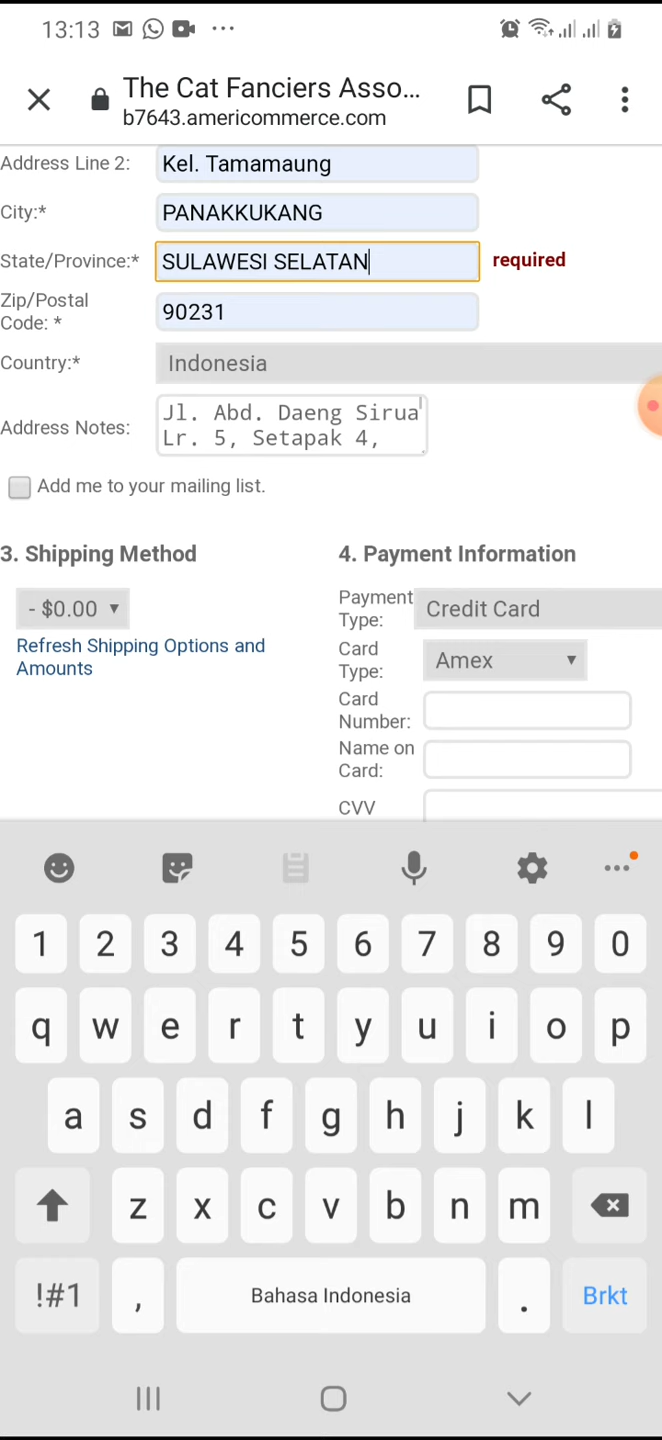 13:13
The Cat Fanciers Asso...
b7643.americommerce.com
Address Line 2: Kel. Tamamaung
City:* PANAKKUKANG
State/Province:* SULAWESI SELATAN required
Zip/Postal
Code: * 90231
Country:* Indonesia
Address Notes: Jl. Abd. Daeng Sirua
Lr. 5, Setapak 4,
Add me to your mailing list.
3. Shipping Method
- $0.00 ▼
Refresh Shipping Options and
Amounts
4. Payment Information
Payment
Type: Credit Card
Card
Type: Amex ▼
Card
Number:
Name on
Card:
CVV
1 2 3 4 5 6 7 8 9 0
q w e r t y u i o p
a s d f g h j k l
z x c v b n m
!#1 , Bahasa Indonesia . Brkt